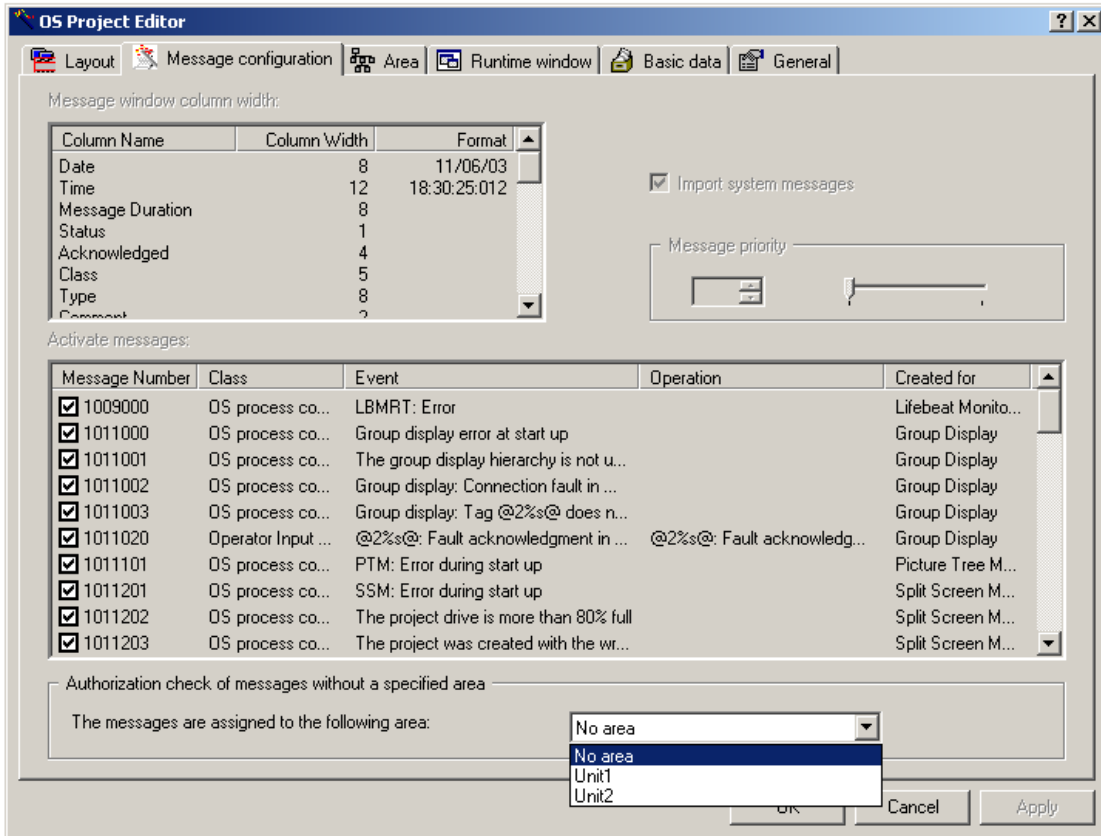 OS Project Editor
Layout Message configuration Area Runtime window Basic data General
Message window column width:
Column Name Column Width Format
Date 8 11/06/03
Time 12 18:30:25:012
Message Duration 8
Status 1
Acknowledged 4
Class 5
Type 8
Comment 2
Import system messages
Message priority
Activate messages:
Message Number Class Event Operation Created for
1009000 OS process co... LBMRT: Error Lifebeat Monito...
1011000 OS process co... Group display error at start up Group Display
1011001 OS process co... The group display hierarchy is not u... Group Display
1011002 OS process co... Group display: Connection fault in ... Group Display
1011003 OS process co... Group display: Tag @2%s@ does n... Group Display
1011020 Operator Input ... @2%s@: Fault acknowledgment in ... @2%s@: Fault acknowledg... Group Display
1011101 OS process co... PTM: Error during start up Picture Tree M...
1011201 OS process co... SSM: Error during start up Split Screen M...
1011202 OS process co... The project drive is more than 80% full Split Screen M...
1011203 OS process co... The project was created with the wr... Split Screen M...
Authorization check of messages without a specified area
The messages are assigned to the following area: No area
No area
Unit1
Unit2
OK Cancel Apply